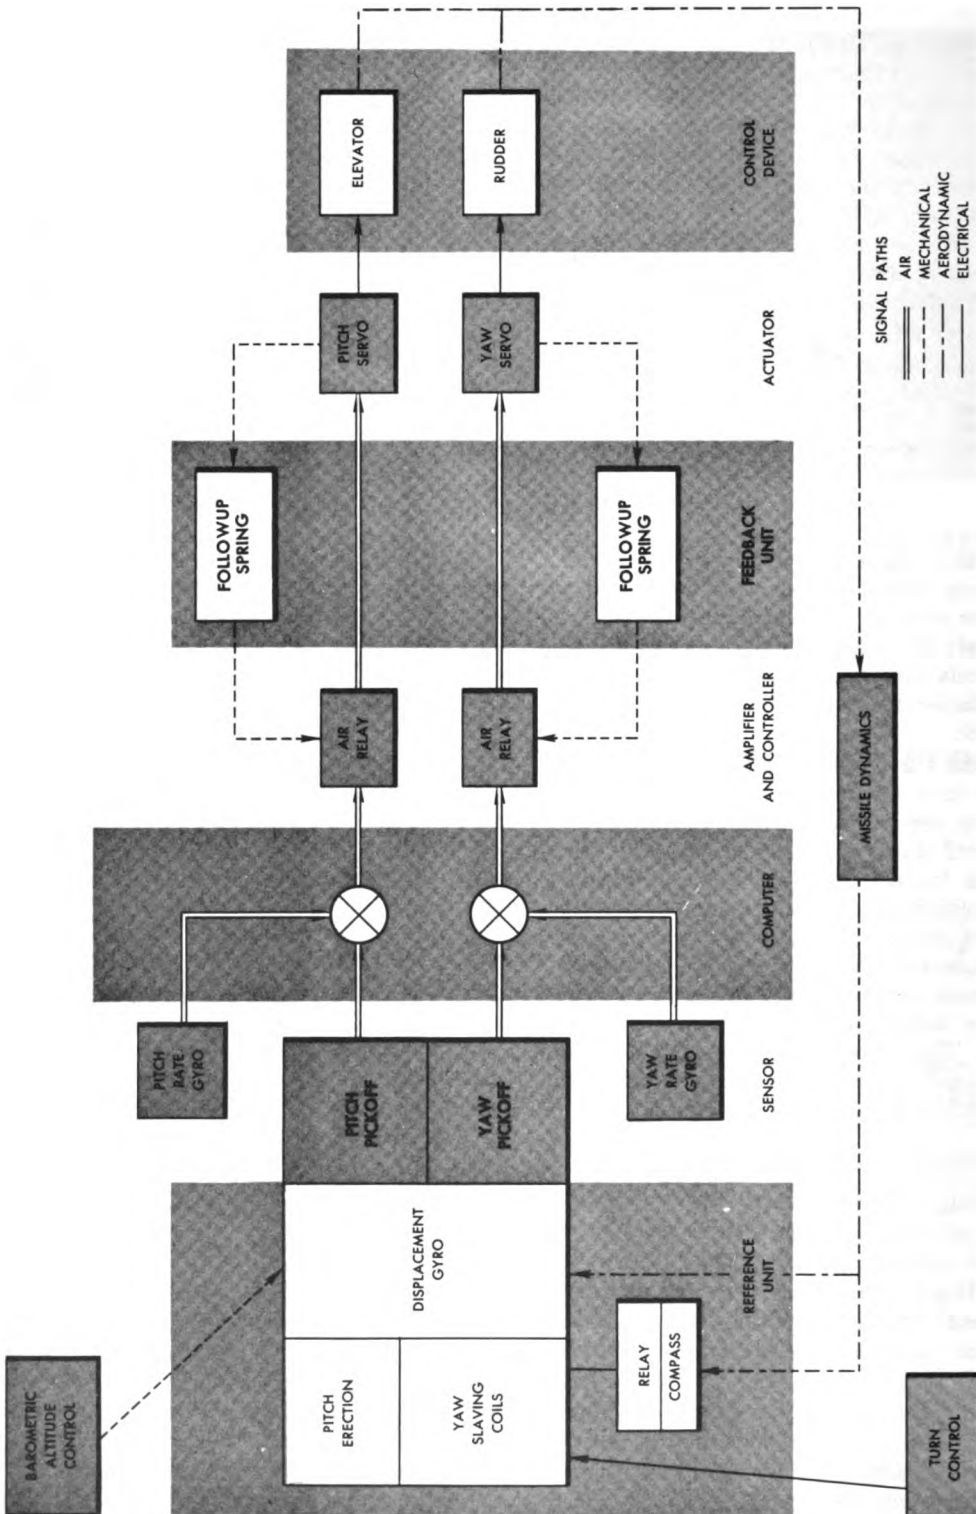 BAROMETRIC
ALTITUDE
CONTROL
TURN
CONTROL
PITCH
ERECTION
YAW
SLAVING
COILS
DISPLACEMENT
GYRO
RELAY
COMPASS
REFERENCE
UNIT
PITCH
PICKOFF
YAW
PICKOFF
PITCH
RATE
GYRO
YAW
RATE
GYRO
SENSOR
COMPUTER
AIR
RELAY
AIR
RELAY
AMPLIFIER
AND CONTROLLER
MISSILE DYNAMICS
FOLLOWUP
SPRING
FOLLOWUP
SPRING
FEEDBACK
UNIT
PITCH
SERVO
YAW
SERVO
ACTUATOR
ELEVATOR
RUDDER
CONTROL
DEVICE
SIGNAL PATHS
AIR
MECHANICAL
AERODYNAMIC
ELECTRICAL